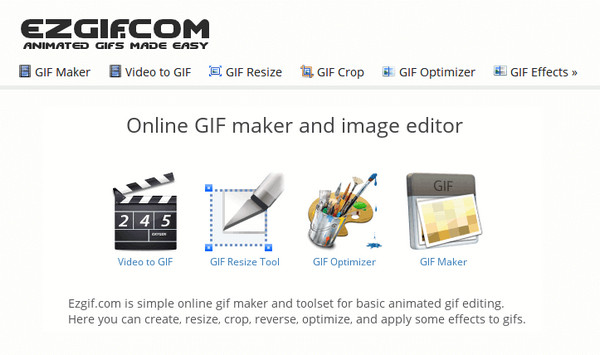 EZGIF.COM
ANIMATED GIFS MADE EASY
GIF Maker Video to GIF GIF Resize GIF Crop GIF Optimizer GIF Effects »
Online GIF maker and image editor
2 4 5
GIF
Video to GIF GIF Resize Tool GIF Optimizer GIF Maker
Ezgif.com is simple online gif maker and toolset for basic animated gif editing.
Here you can create, resize, crop, reverse, optimize, and apply some effects to gifs.